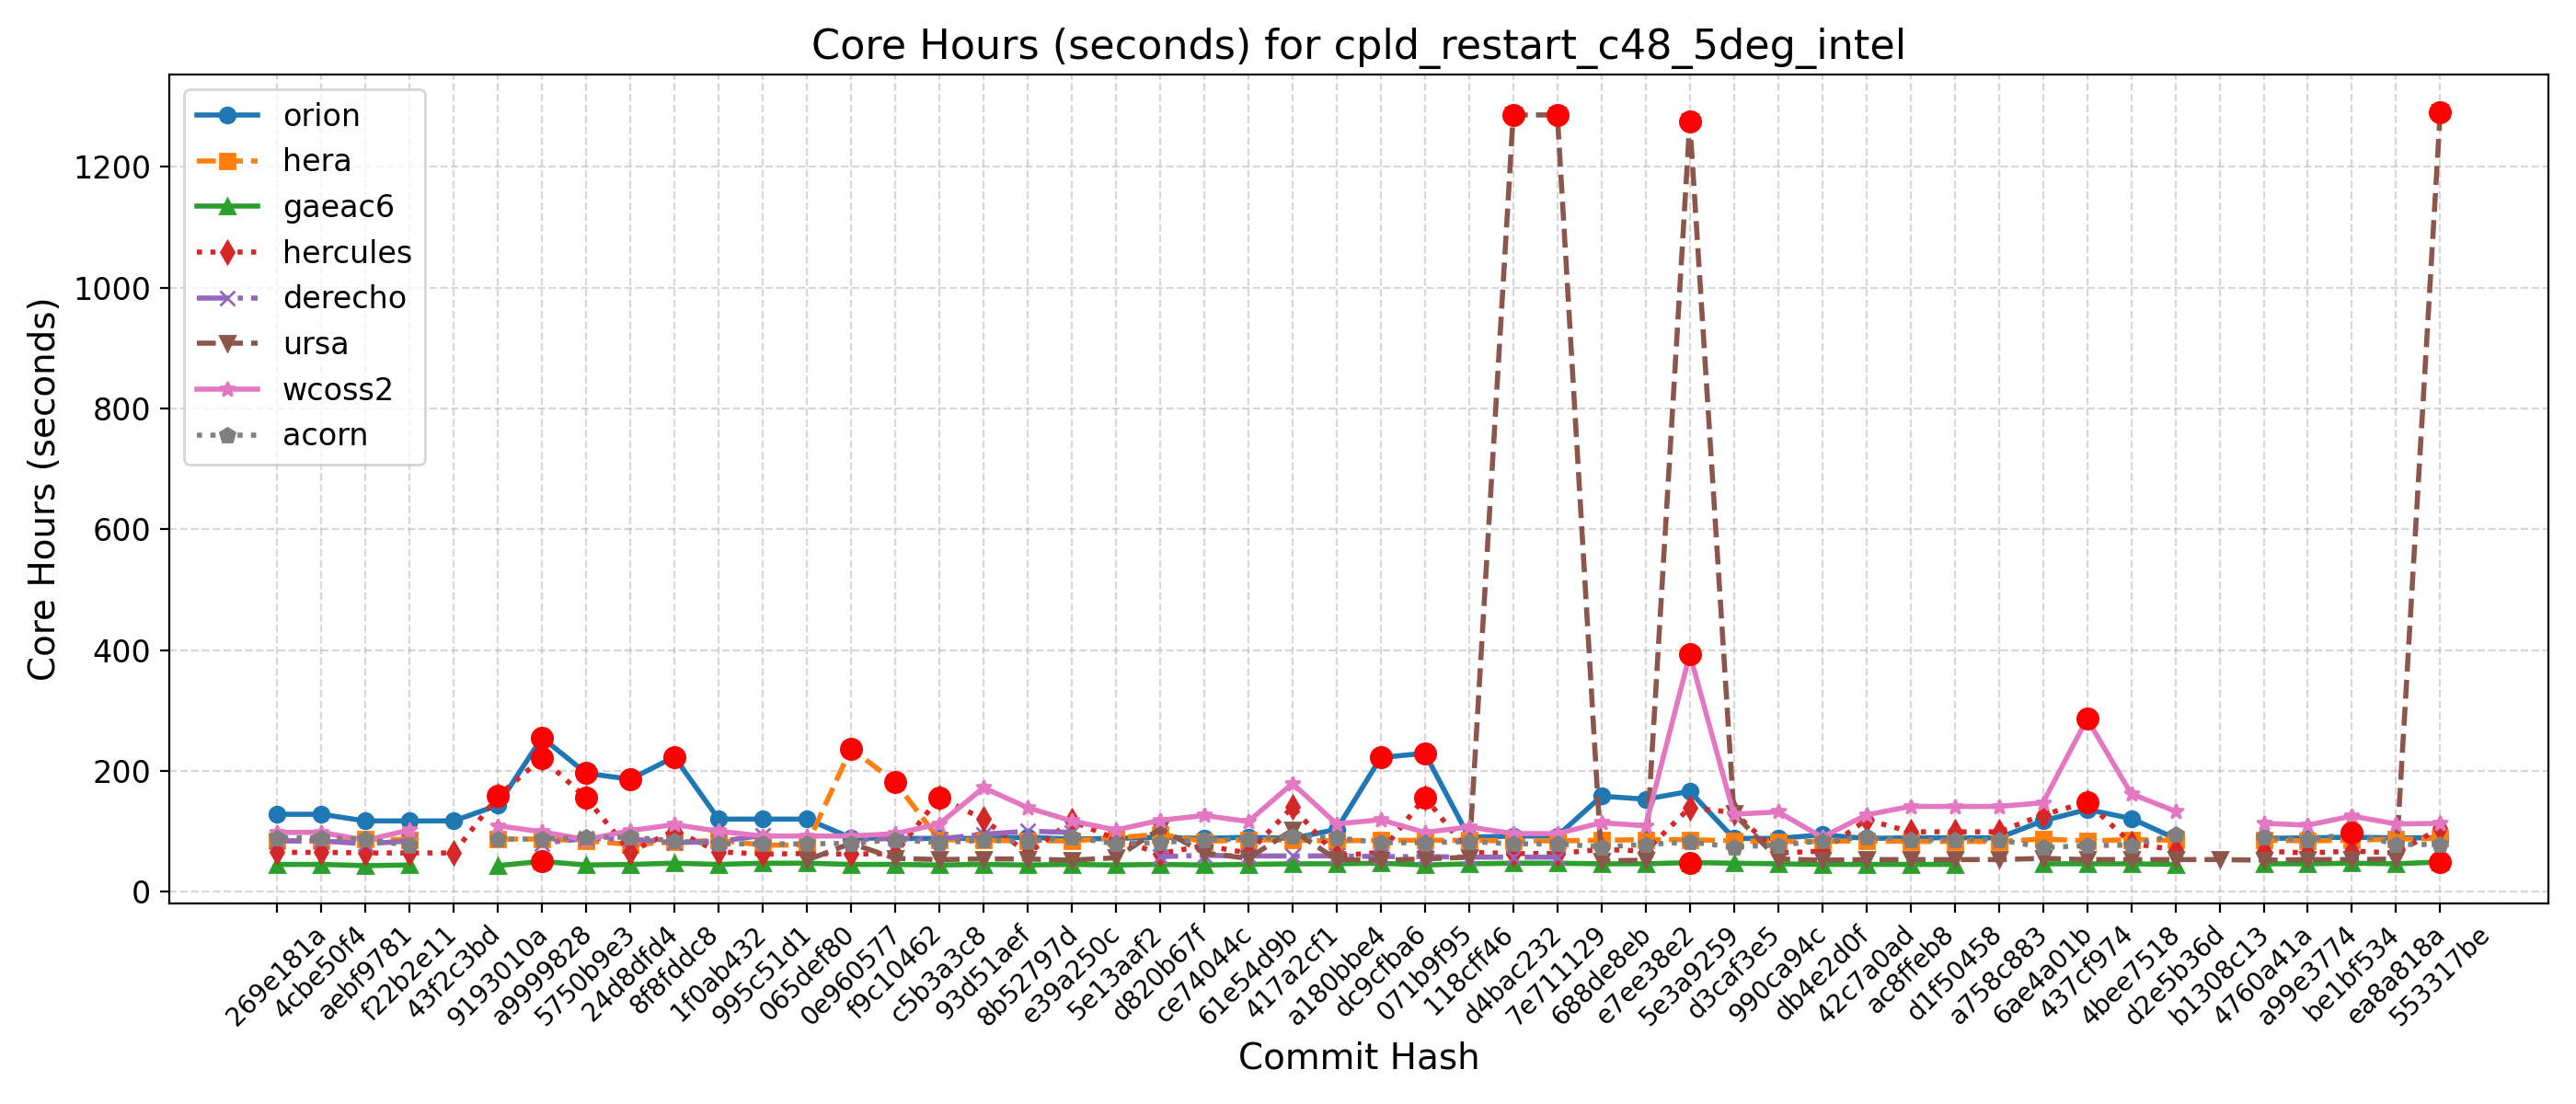 Core Hours (seconds) for cpld_restart_c48_5deg_intel
Core Hours (seconds)
1200
1000
800
600
400
200
0
orion
hera
gaeac6
hercules
derecho
ursa
wcoss2
acorn
269e181a
4cbe50f4
aebf9781
f22b2e11
43f2c3bd
9193010a
a9999828
5750b9e3
24d8dfd4
8f8fddc8
1f0ab432
995c51d1
065def80
0e960577
f9c10462
c5b3a3c8
93d51aef
8b52797d
e39a250c
5e13aaf2
d820b67f
ce74044c
61e54d9b
417a2cf1
a180bbe4
dc9cfba6
071b9f95
118cff46
d4bac232
7e711129
688de8eb
e7ee38e2
5e3a9259
d3caf3e5
990ca94c
db4e2d0f
42c7a0ad
ac8ffeb8
d1f50458
a758c883
6ae4a01b
437cf974
4bee7518
d2e5b36d
b1308c13
4760a41a
a99e3774
be1bf534
ea8a818a
553317be
Commit Hash